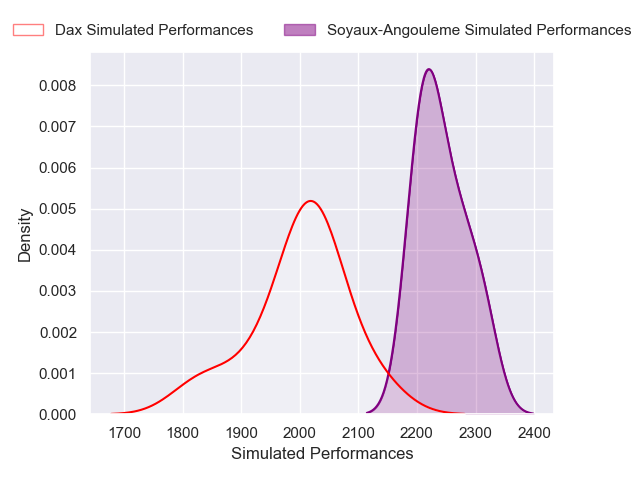 Dax Simulated Performances Soyaux-Angouleme Simulated Performances
0.008
0.007
0.006
0.005
0.004
0.003
0.002
0.001
0.000
Density
1700 1800 1900 2000 2100 2200 2300 2400
Simulated Performances